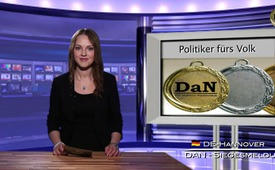 Politiker fürs Volk
DaN
DE/HANNOVER
DAN - SIEGESMELDU